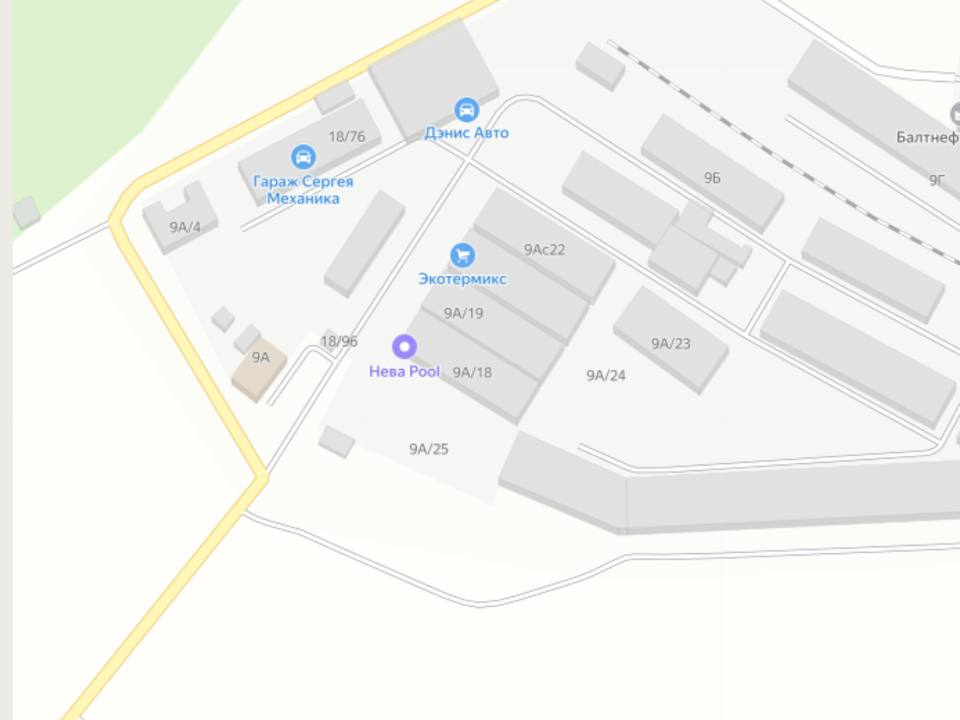 Дэнис Авто
18/76
Балтнеф
Гараж Сергея
Механика
9Б
9Г
9А/4
9Ас22
Экотермикс
9А/19
18/96
9А
9А/23
Нева Pool
9А/18
9А/24
9А/25